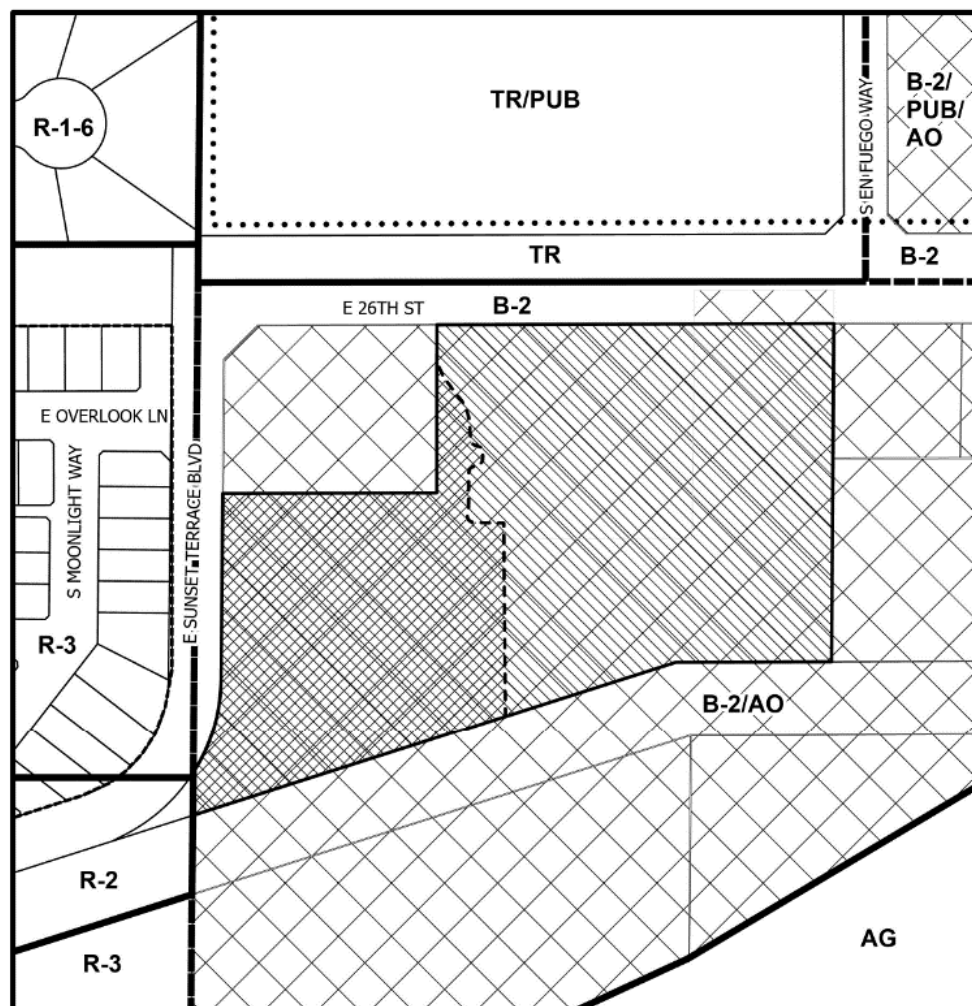 TR/PUB
B-2/
PUB/
AO
R-1-6
S EN FUEGO WAY
TR
B-2
E 26TH ST
B-2
E OVERLOOK LN
S MOONLIGHT WAY
E SUNSET TERRACE BLVD
R-3
B-2/AO
R-2
R-3
AG